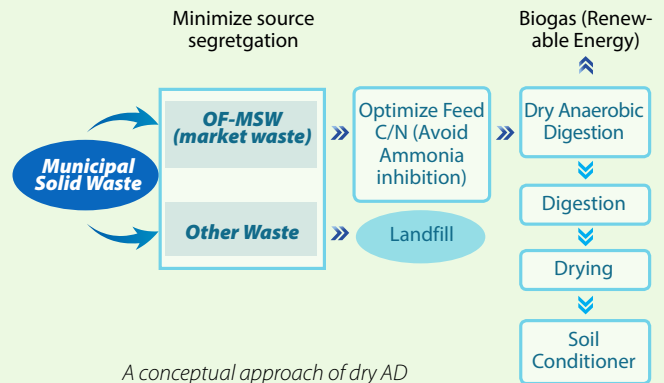 Minimize source
segretgation
Biogas (Renew-
able Energy)
Municipal
Solid Waste
OF-MSW
(market waste)
Optimize Feed
C/N (Avoid
Ammonia
inhibition)
Dry Anaerobic
Digestion
Other Waste
Landfill
Digestion
Drying
Soil
Conditioner
A conceptual approach of dry AD